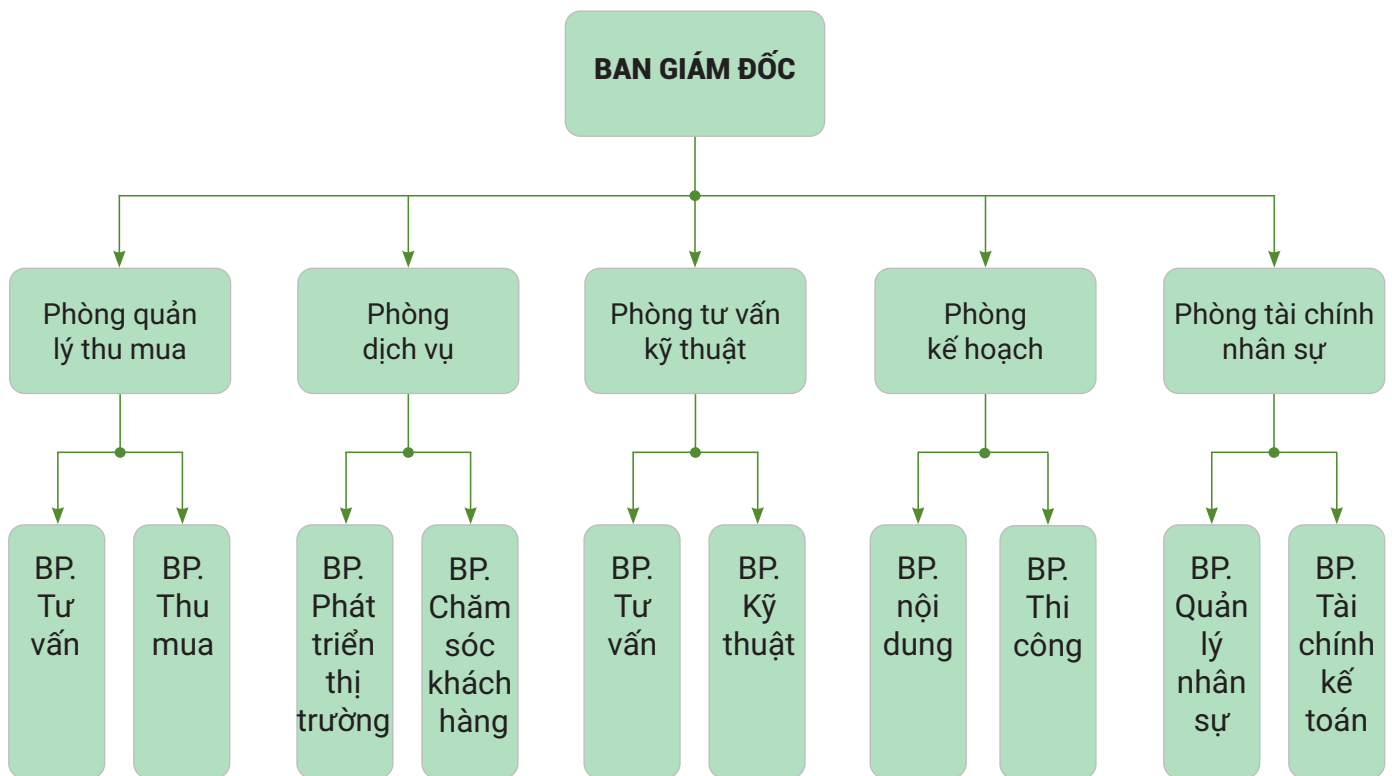 BAN GIÁM ĐỐC
Phòng quản
lý thu mua
Phòng
dịch vụ
Phòng tư vấn
kỹ thuật
Phòng
kế hoạch
Phòng tài chính
nhân sự
BP.
Tư
vấn
BP.
Thu
mua
BP.
Phát
triển
thị
trường
BP.
Chăm
sóc
khách
hàng
BP.
Tư
vấn
BP.
Kỹ
thuật
BP.
nội
dung
BP.
Thi
công
BP.
Quản
lý
nhân
sự
BP.
Tài
chính
kế
toán